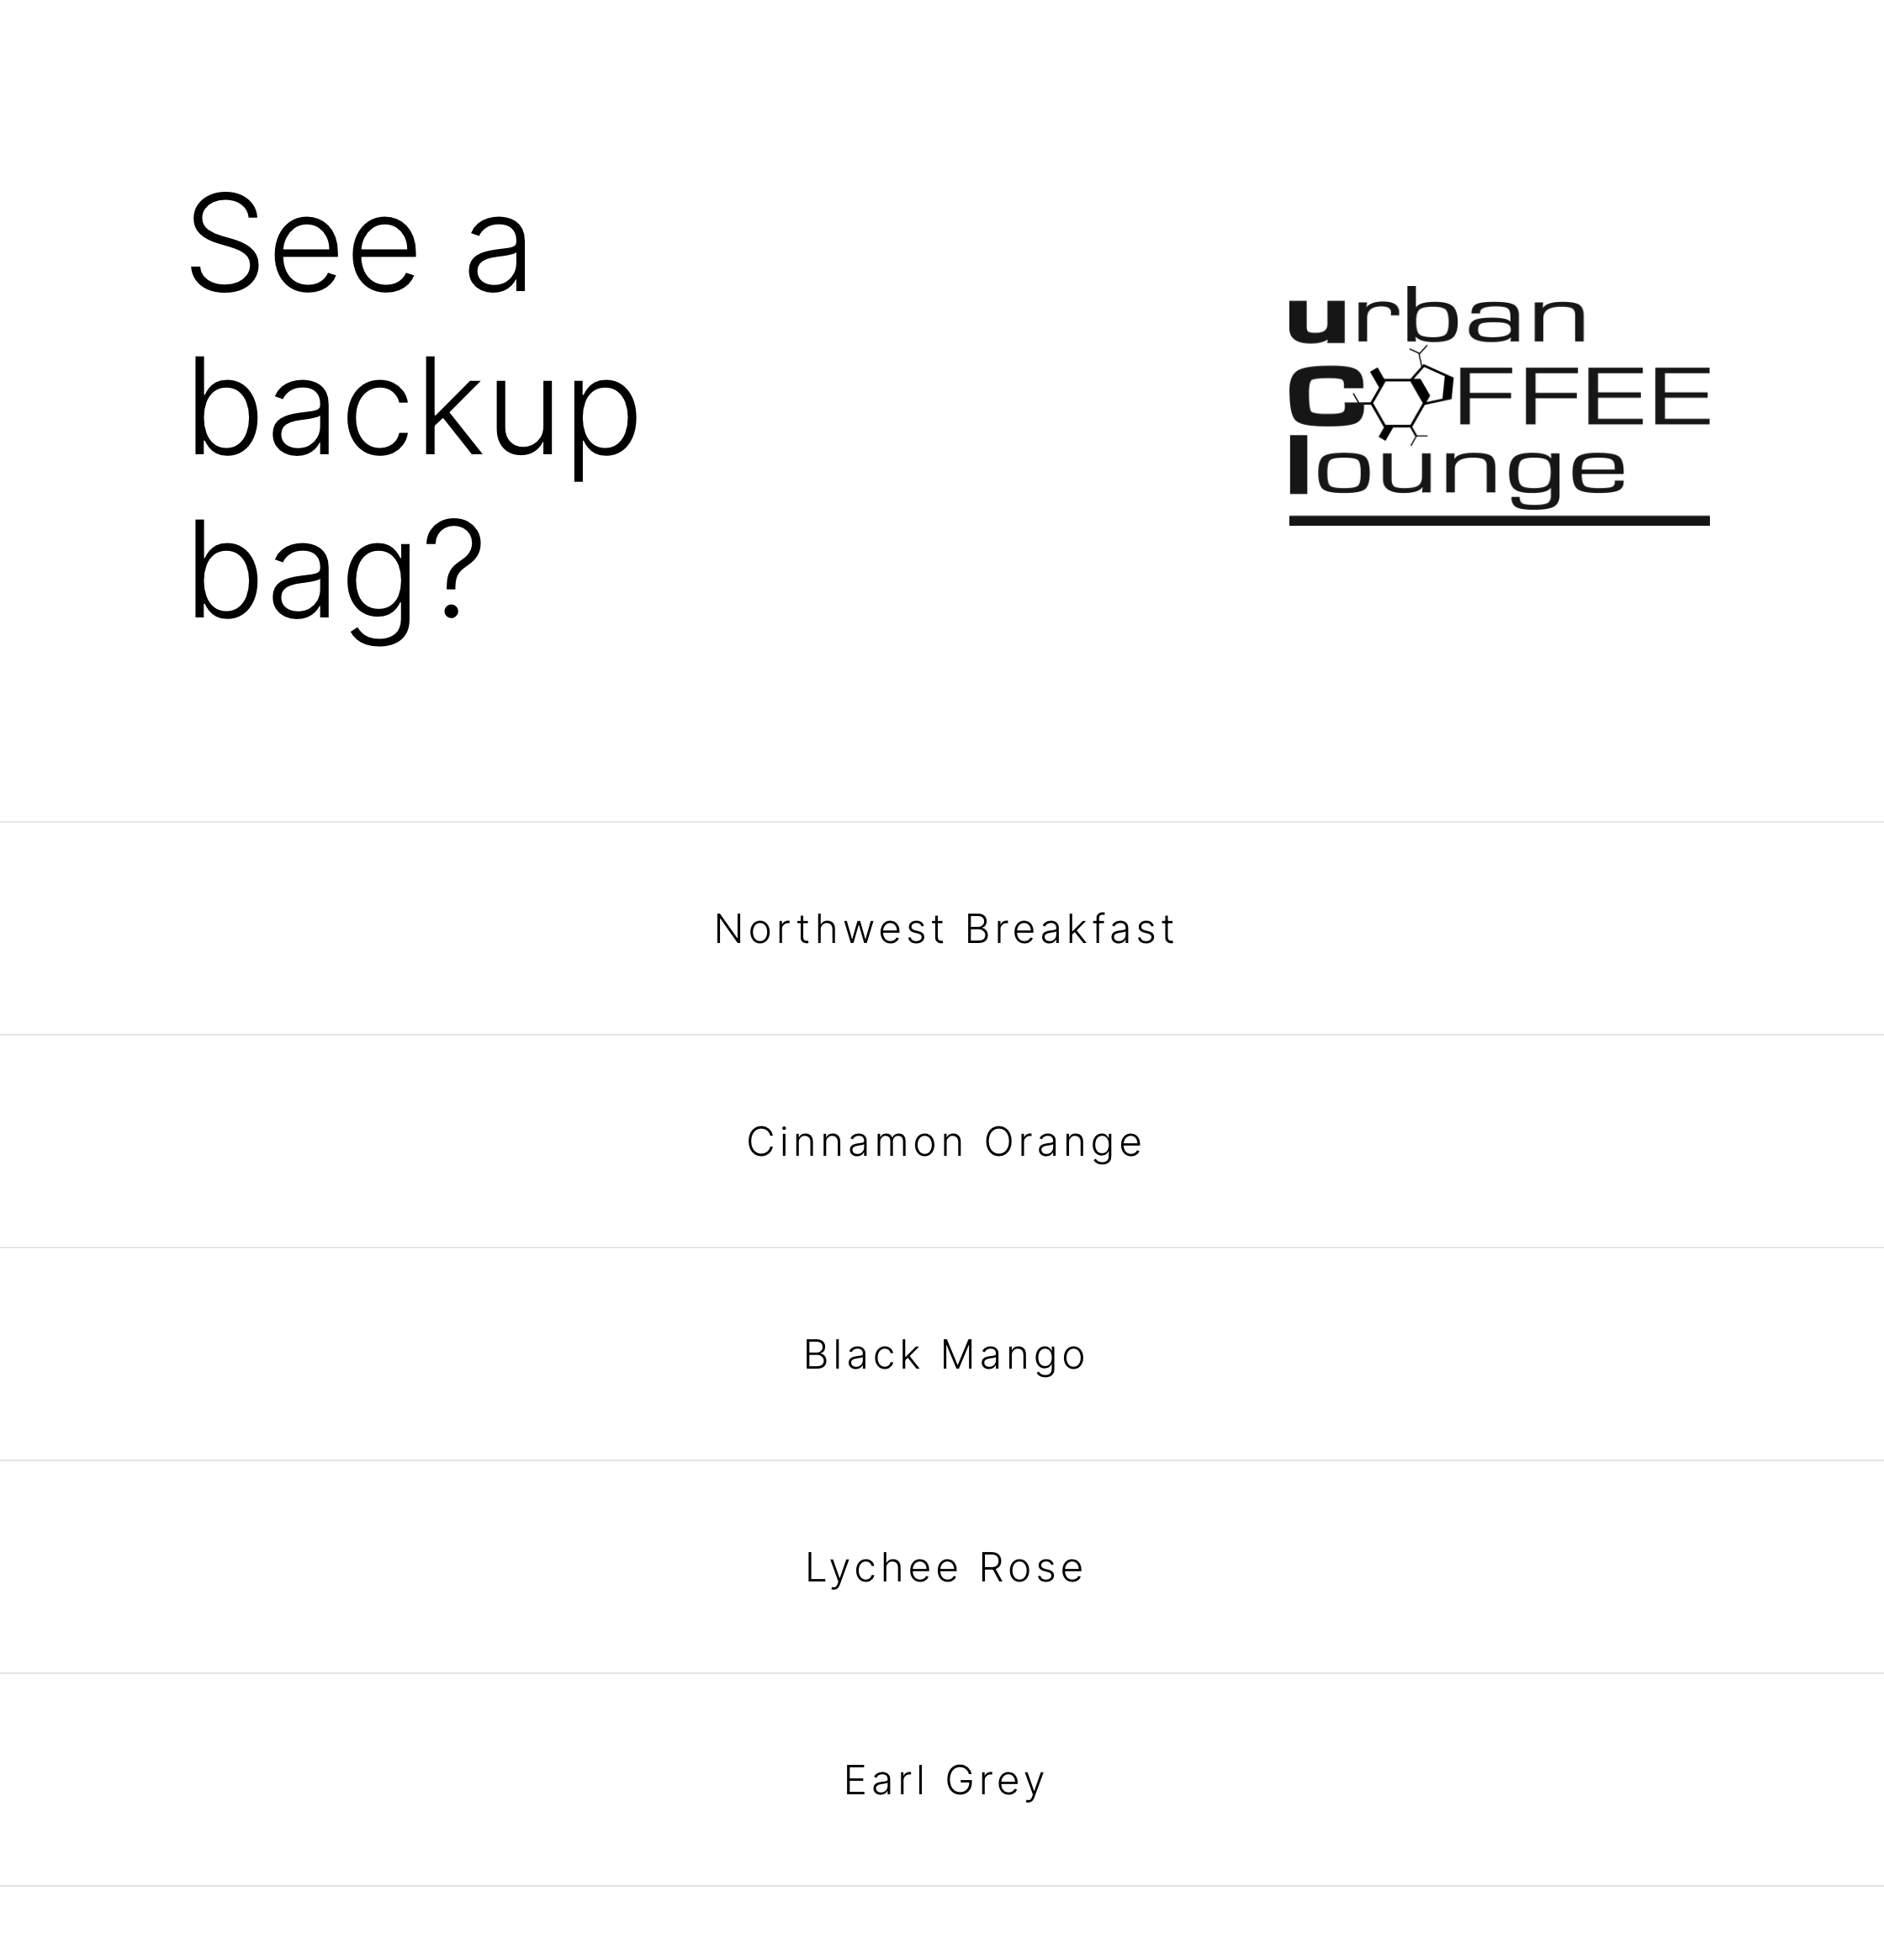 See a
backup
bag?
urban
COFFEE
lounge
Northwest Breakfast
Cinnamon Orange
Black Mango
Lychee Rose
Earl Grey